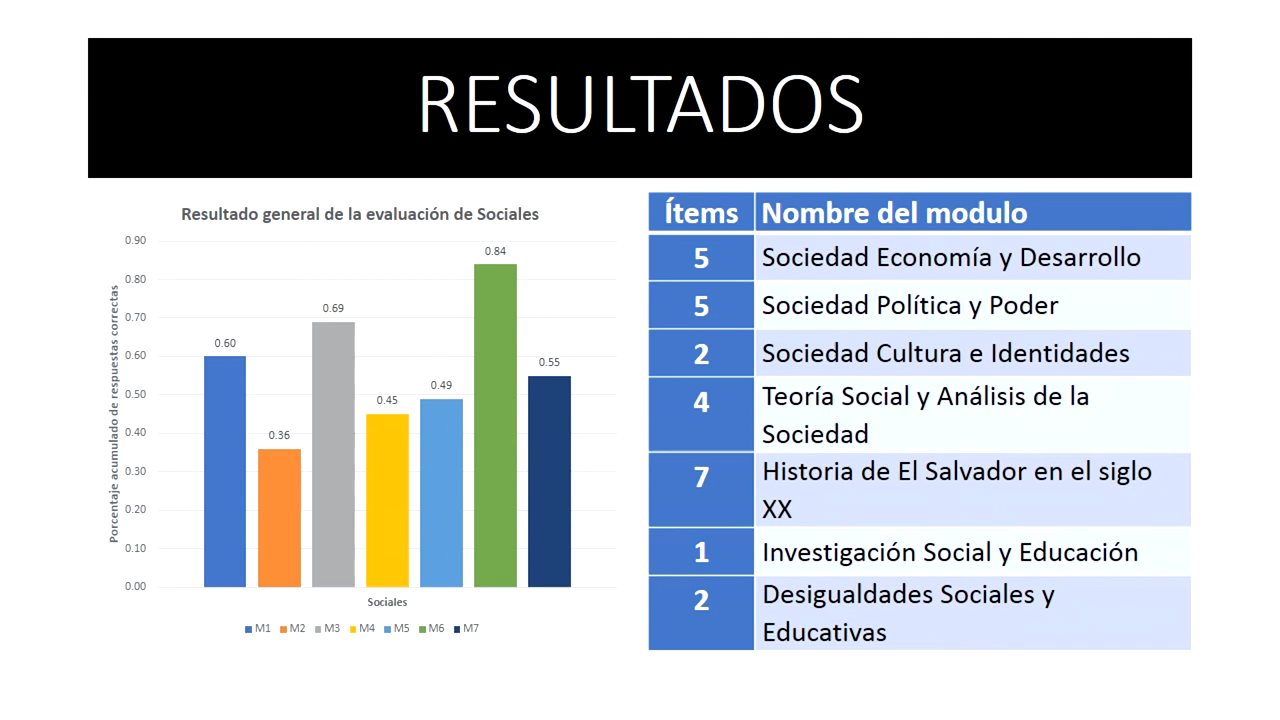 RESULTADOS
Resultado general de la evaluación de Sociales
Porcentaje acumulado de respuestas correctas
0.90
0.80
0.70
0.60
0.50
0.40
0.30
0.20
0.10
0.00
0.60
0.36
0.69
0.45
0.49
0.84
0.55
Sociales
M1 M2 M3 M4 M5 M6 M7
Ítems Nombre del modulo
5 Sociedad Economía y Desarrollo
5 Sociedad Política y Poder
2 Sociedad Cultura e Identidades
4 Teoría Social y Análisis de la
Sociedad
7 Historia de El Salvador en el siglo
XX
1 Investigación Social y Educación
2 Desigualdades Sociales y
Educativas